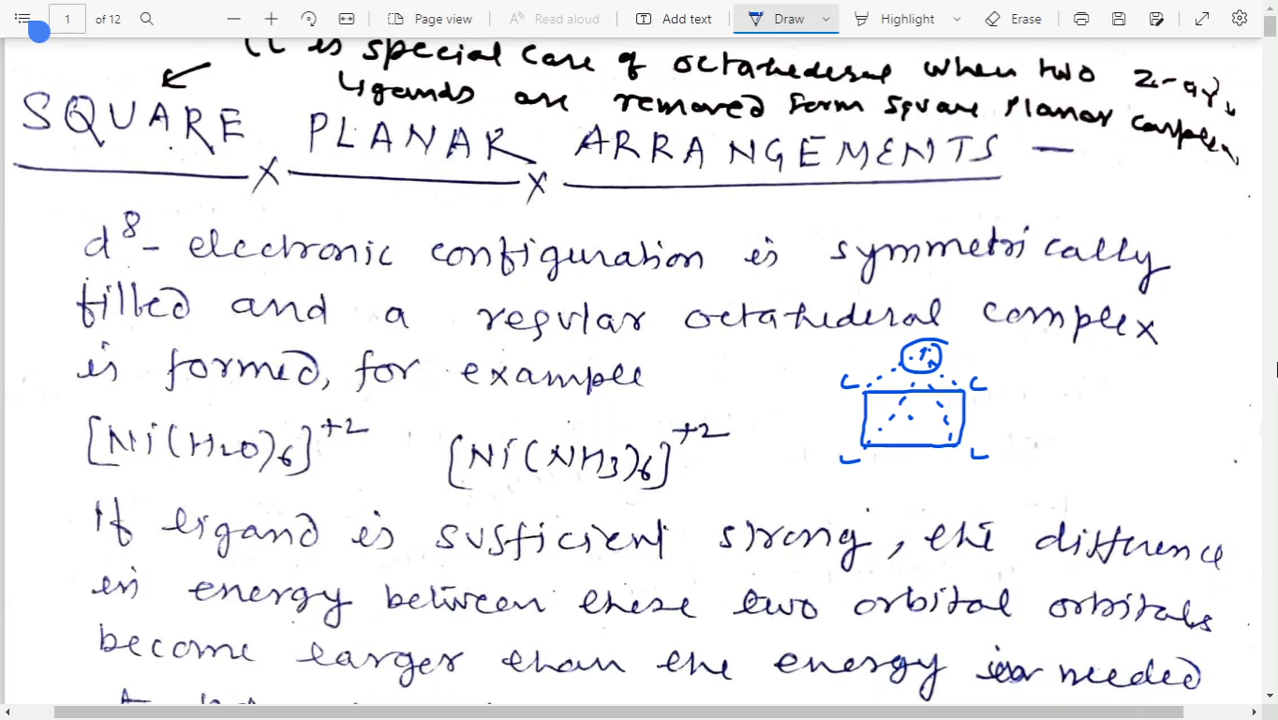 1 of 12 Page view Read aloud Add text Draw Highlight Erase
It is special case of octahederal when two z-axis
ligands are removed form square planar complex
SQUARE PLANAR ARRANGEMENTS —
d8 - electronic configuration is symmetrically
filled and a regular octahederal complex
is formed, for example
L L
[Ni(H2O)6]+2 [Ni(NH3)6]+2
L L
If ligand is sufficient strong, the difference
in energy between these two orbital orbitals
become larger than the energy needed